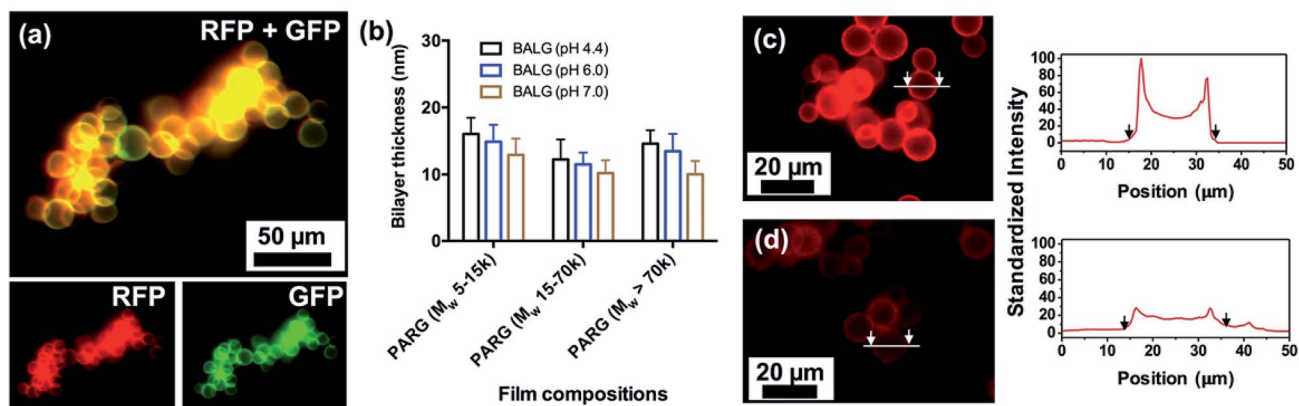 (a)
RFP + GFP
50 µm
RFP
GFP
(b)
Bilayer thickness (nm)
30
20
10
0
BALG (pH 4.4)
BALG (pH 6.0)
BALG (pH 7.0)
PARG (Mw 5-15k)
PARG (Mw 15-70k)
PARG (Mw > 70k)
Film compositions
(c)
20 µm
(d)
20 µm
Standardized Intensity
100
80
60
40
20
0
0 10 20 30 40 50
Position (µm)
100
80
60
40
20
0
0 10 20 30 40 50
Position (µm)